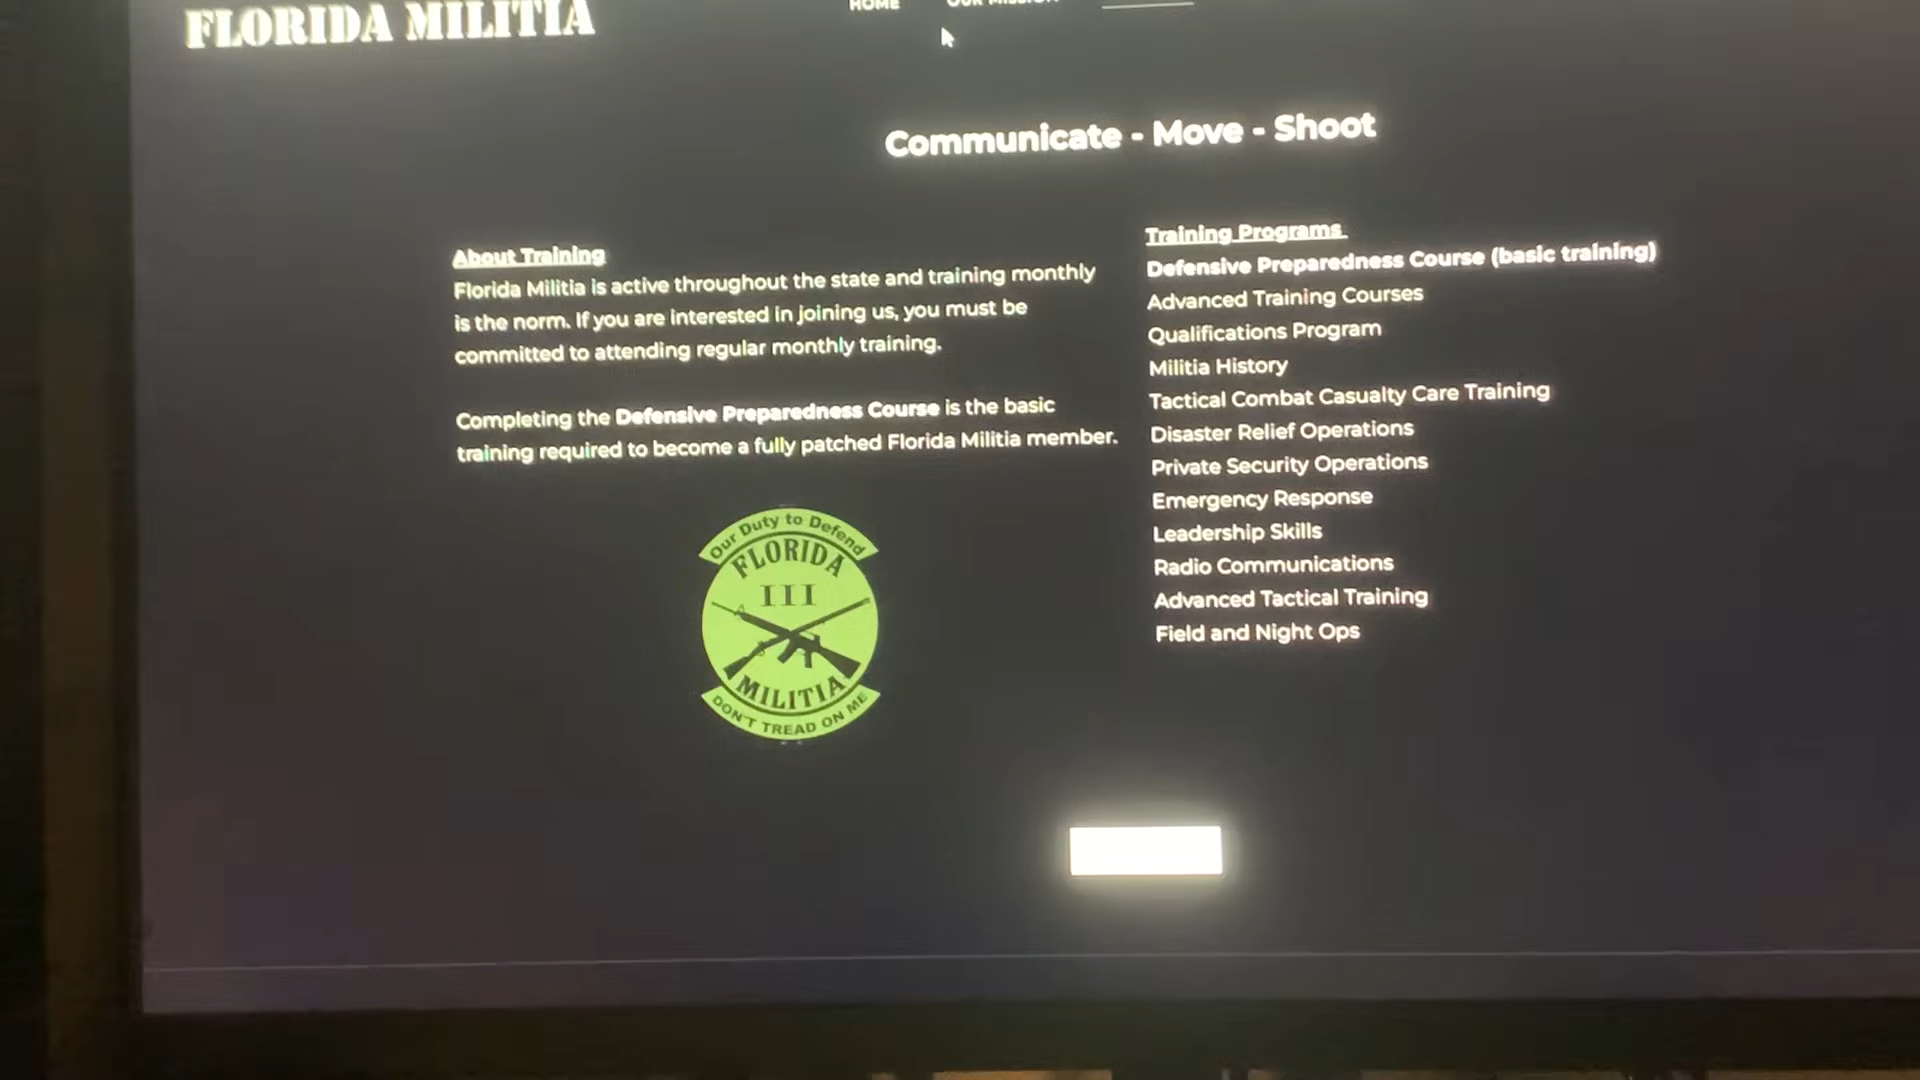 FLORIDA MILITIA
HOME
OUR MISSION
Communicate - Move - Shoot
About Training
Florida Militia is active throughout the state and training monthly
is the norm. If you are interested in joining us, you must be
committed to attending regular monthly training.
Completing the Defensive Preparedness Course is the basic
training required to become a fully patched Florida Militia member.
Our Duty to Defend
FLORIDA
III
MILITIA
DON'T TREAD ON ME
Training Programs
Defensive Preparedness Course (basic training)
Advanced Training Courses
Qualifications Program
Militia History
Tactical Combat Casualty Care Training
Disaster Relief Operations
Private Security Operations
Emergency Response
Leadership Skills
Radio Communications
Advanced Tactical Training
Field and Night Ops